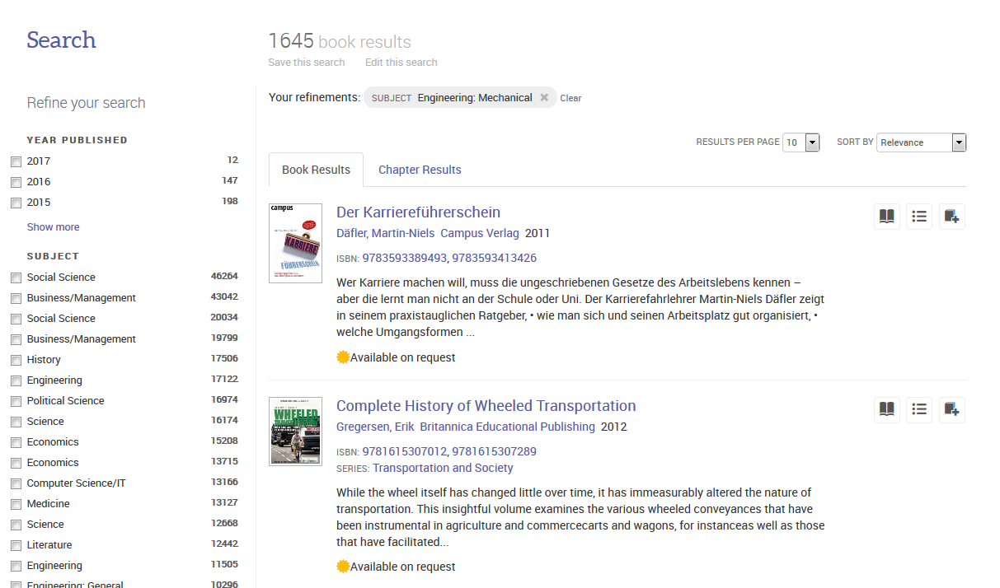 Search
1645 book results
Save this search Edit this search
Refine your search
Your refinements: SUBJECT Engineering: Mechanical ✖ Clear
YEAR PUBLISHED
2017 12
2016 147
2015 198
Show more
SUBJECT
Social Science 46264
Business/Management 43042
Social Science 20034
Business/Management 19799
History 17506
Engineering 17122
Political Science 16974
Science 16174
Economics 15208
Economics 13715
Computer Science/IT 13166
Medicine 13127
Science 12668
Literature 12442
Engineering 11505
Engineering: General 10296
RESULTS PER PAGE 10 SORT BY Relevance
Book Results Chapter Results
campus
KARRIERE
FÜHRERSCHEIN
Der Karriereführerschein
Däfler, Martin-Niels Campus Verlag 2011
ISBN: 9783593389493, 9783593413426
Wer Karriere machen will, muss die ungeschriebenen Gesetze des Arbeitslebens kennen –
aber die lernt man nicht an der Schule oder Uni. Der Karrierefahrlehrer Martin-Niels Däfler zeigt
in seinem praxistauglichen Ratgeber, • wie man sich und seinen Arbeitsplatz gut organisiert, •
welche Umgangsformen ...
Available on request
WHEELED
Complete History of Wheeled Transportation
Gregersen, Erik Britannica Educational Publishing 2012
ISBN: 9781615307012, 9781615307289
SERIES: Transportation and Society
While the wheel itself has changed little over time, it has immeasurably altered the nature of
transportation. This insightful volume examines the various wheeled conveyances that have
been instrumental in agriculture and commercecarts and wagons, for instanceas well as those
that have facilitated...
Available on request